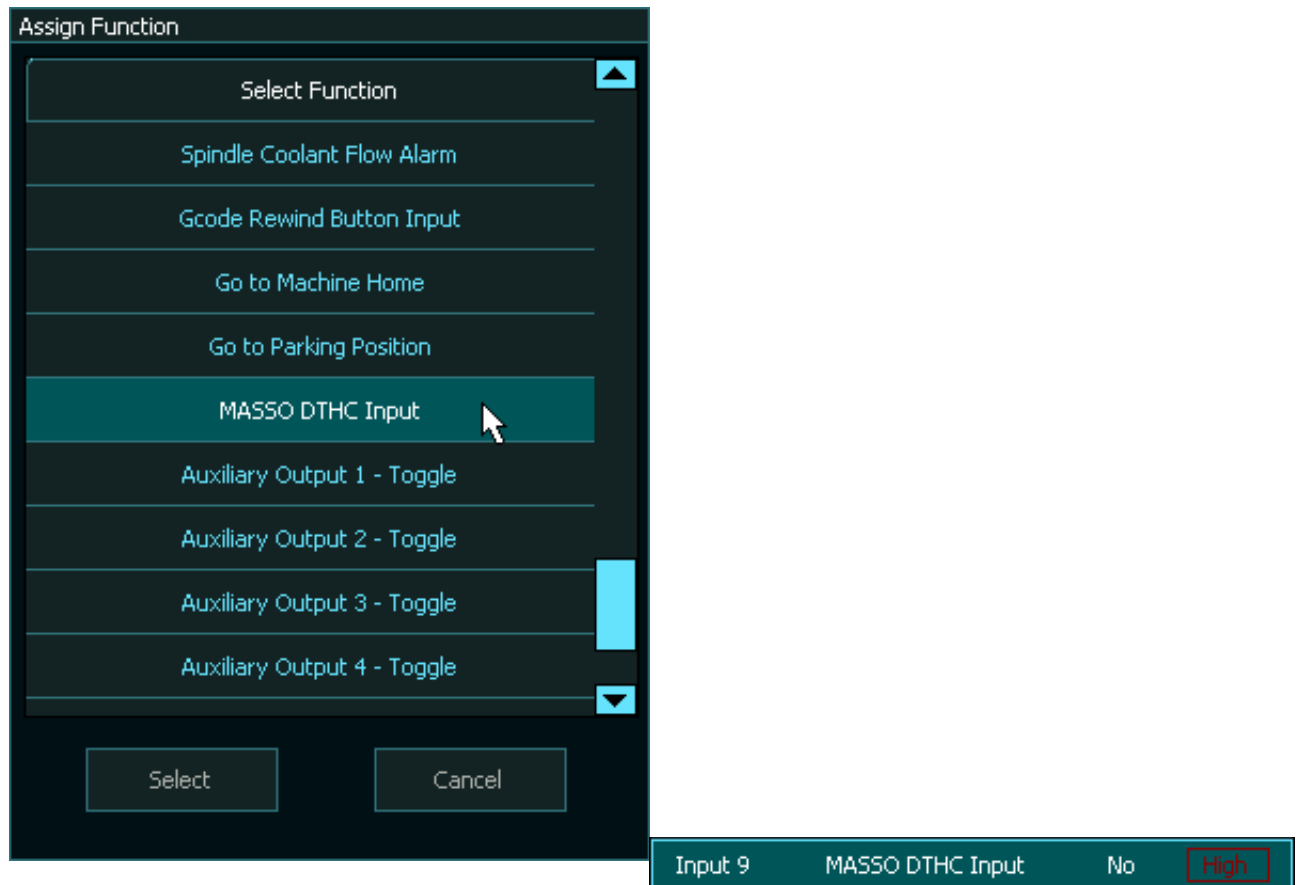 Assign Function
Select Function
Spindle Coolant Flow Alarm
Gcode Rewind Button Input
Go to Machine Home
Go to Parking Position
MASSO DTHC Input
Auxiliary Output 1 - Toggle
Auxiliary Output 2 - Toggle
Auxiliary Output 3 - Toggle
Auxiliary Output 4 - Toggle
Select Cancel
Input 9 MASSO DTHC Input No High